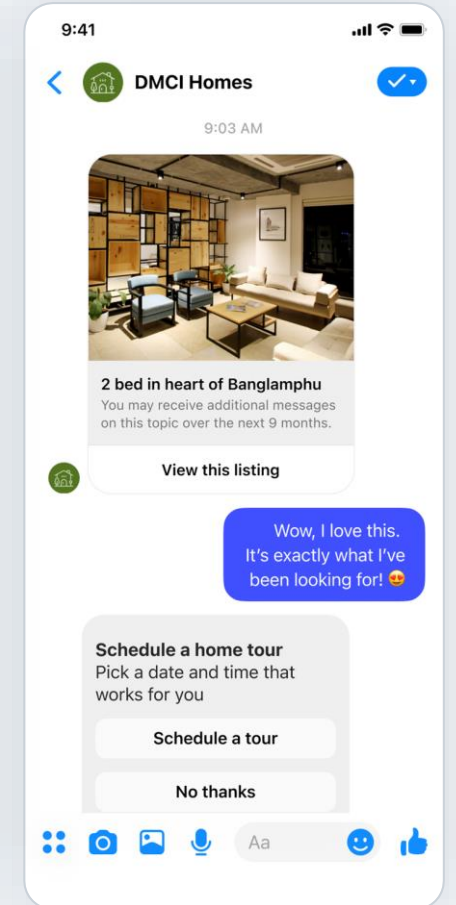 9:41
DMCI Homes
9:03 AM
2 bed in heart of Banglamphu
You may receive additional messages
on this topic over the next 9 months.
View this listing
Wow, I love this.
It's exactly what I've
been looking for! 😍
Schedule a home tour
Pick a date and time that
works for you
Schedule a tour
No thanks
Aa